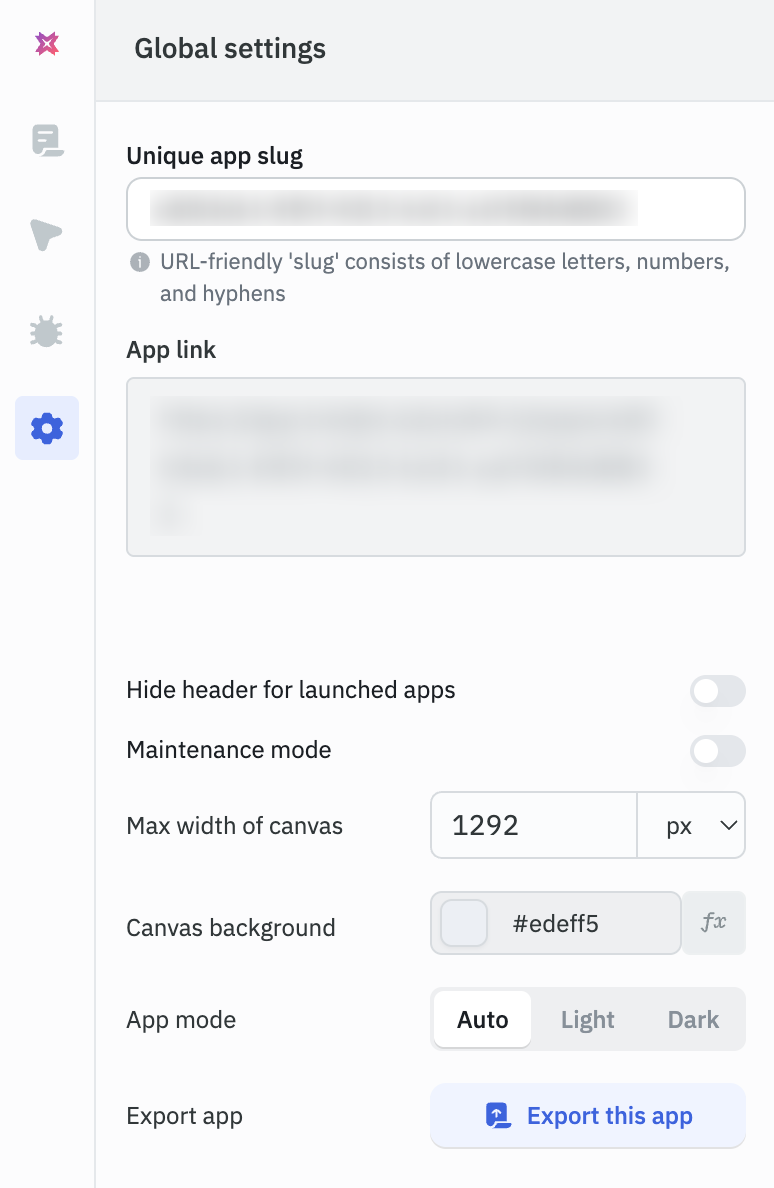 Global settings
Unique app slug
URL-friendly 'slug' consists of lowercase letters, numbers,
and hyphens
App link
Hide header for launched apps
Maintenance mode
Max width of canvas 1292 px
Canvas background #edeff5 fx
App mode Auto Light Dark
Export app Export this app